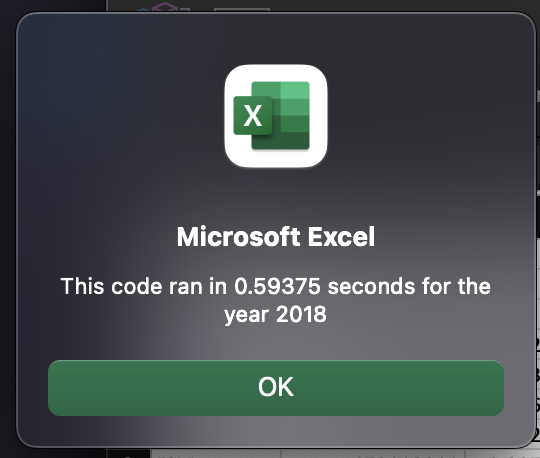 X
Microsoft Excel
This code ran in 0.59375 seconds for the
year 2018
OK